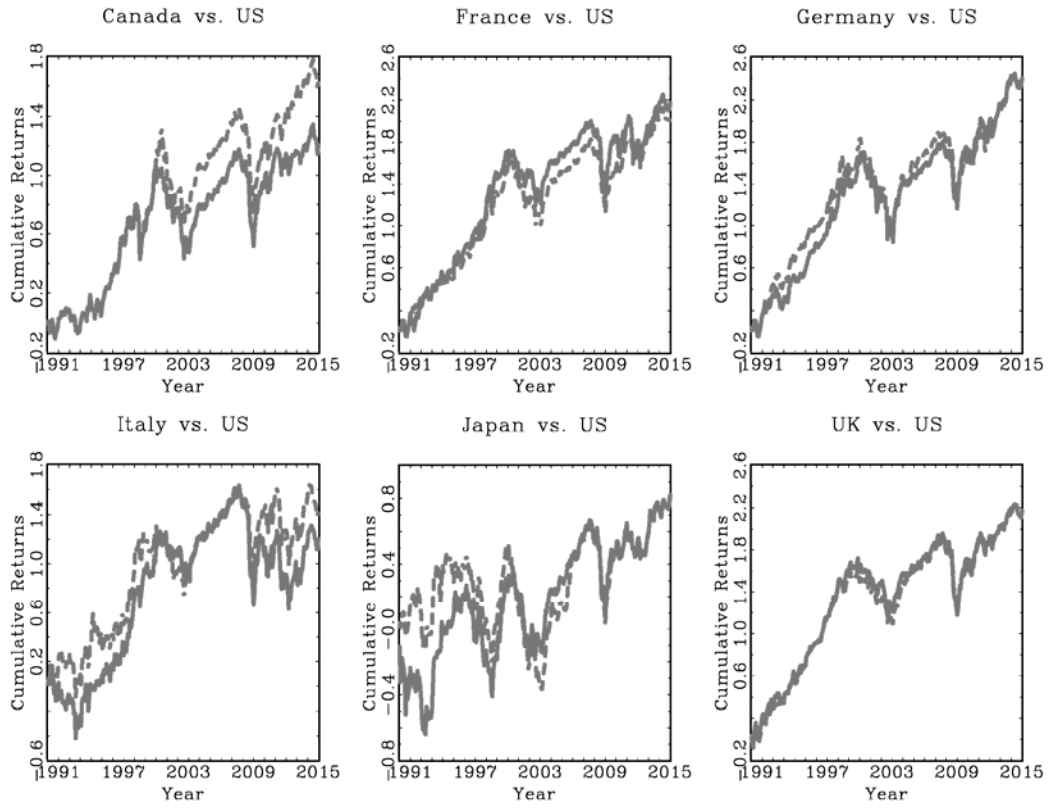 Canada vs. US
Cumulative Returns
−0.2 0.2 0.6 1.0 1.4 1.8
1991 1997 2003 2009 2015
Year
France vs. US
Cumulative Returns
−0.2 0.2 0.6 1.0 1.4 1.8 2.2 2.6
1991 1997 2003 2009 2015
Year
Germany vs. US
Cumulative Returns
−0.2 0.2 0.6 1.0 1.4 1.8 2.2 2.6
1991 1997 2003 2009 2015
Year
Italy vs. US
Cumulative Returns
−0.6 0.2 0.6 1.0 1.4 1.8
1991 1997 2003 2009 2015
Year
Japan vs. US
Cumulative Returns
−0.8 −0.4 −0.0 0.4 0.8
1991 1997 2003 2009 2015
Year
UK vs. US
Cumulative Returns
−0.2 0.2 0.6 1.0 1.4 1.8 2.2 2.6
1991 1997 2003 2009 2015
Year